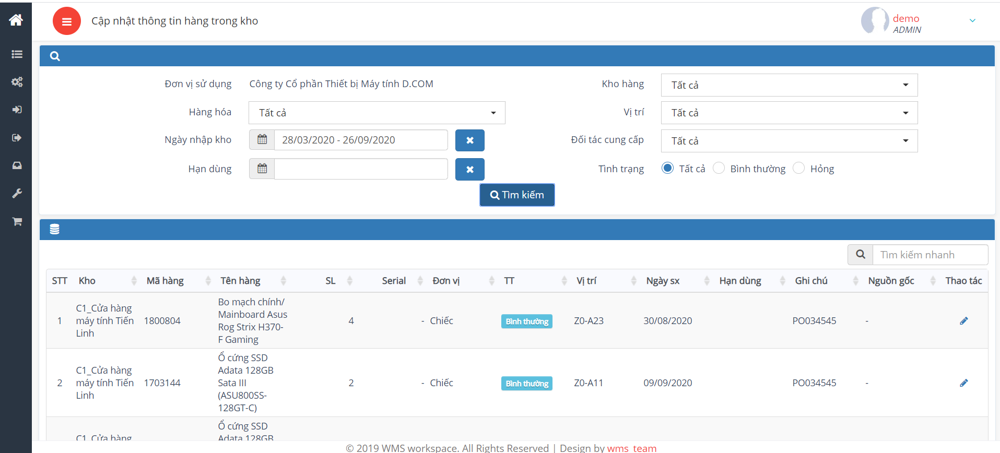 Cập nhật thông tin hàng trong kho
demo
ADMIN
Đơn vị sử dụng
Công ty Cổ phần Thiết bị Máy tính D.COM
Kho hàng
Tất cả
Hàng hóa
Tất cả
Vị trí
Tất cả
Ngày nhập kho
28/03/2020 - 26/09/2020
Đối tác cung cấp
Tất cả
Hạn dùng
Tình trạng
Tất cả
Bình thường
Hỏng
Tìm kiếm
Tìm kiếm nhanh
STT Kho Mã hàng Tên hàng SL Serial Đơn vị TT Vị trí Ngày sx Hạn dùng Ghi chú Nguồn gốc Thao tác
1
C1_Cửa hàng
máy tính Tiến
Linh
1800804
Bo mạch chính/
Mainboard Asus
Rog Strix H370-
F Gaming
4
-
Chiếc
Bình thường
Z0-A23
30/08/2020
PO034545
-
2
C1_Cửa hàng
máy tính Tiến
Linh
1703144
Ổ cứng SSD
Adata 128GB
Sata III
(ASU800SS-
128GT-C)
2
-
Chiếc
Bình thường
Z0-A11
09/09/2020
PO034545
-
C1_Cửa hàng
Ổ cứng SSD
Adata 128GB
© 2019 WMS workspace. All Rights Reserved | Design by wms_team